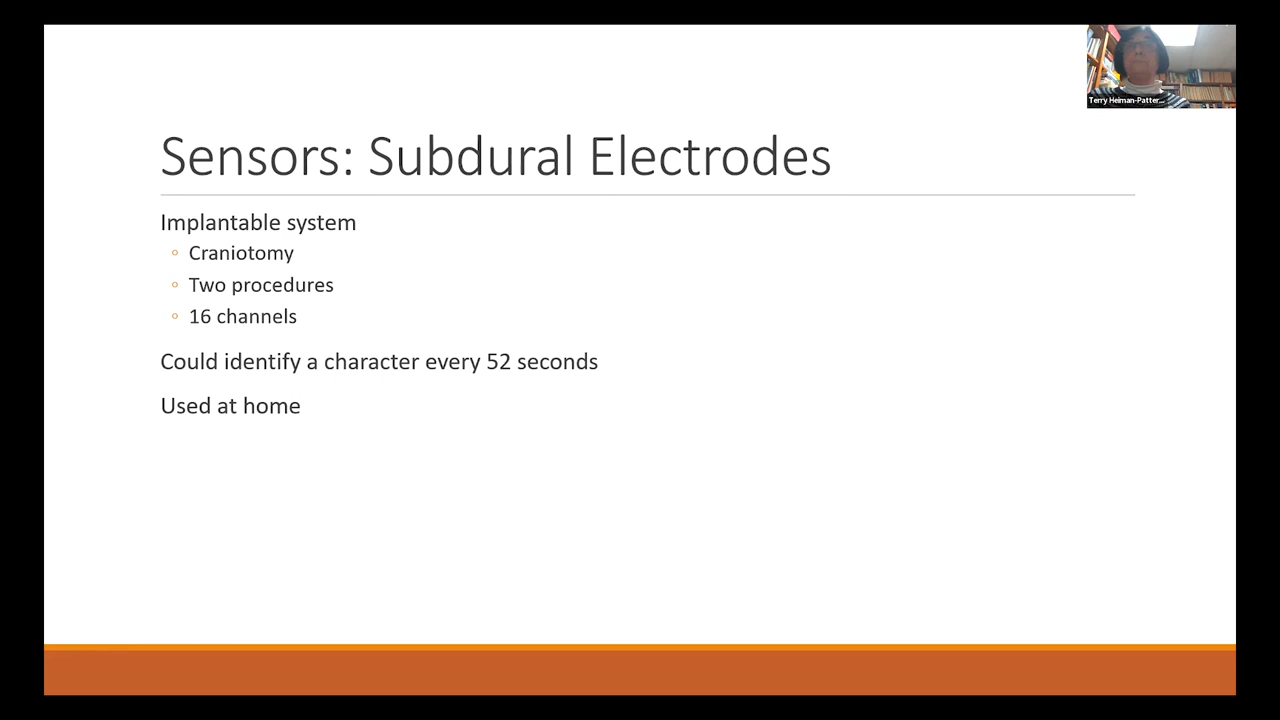 Terry Heiman-Patter...
Sensors: Subdural Electrodes
Implantable system
◦ Craniotomy
◦ Two procedures
◦ 16 channels
Could identify a character every 52 seconds
Used at home